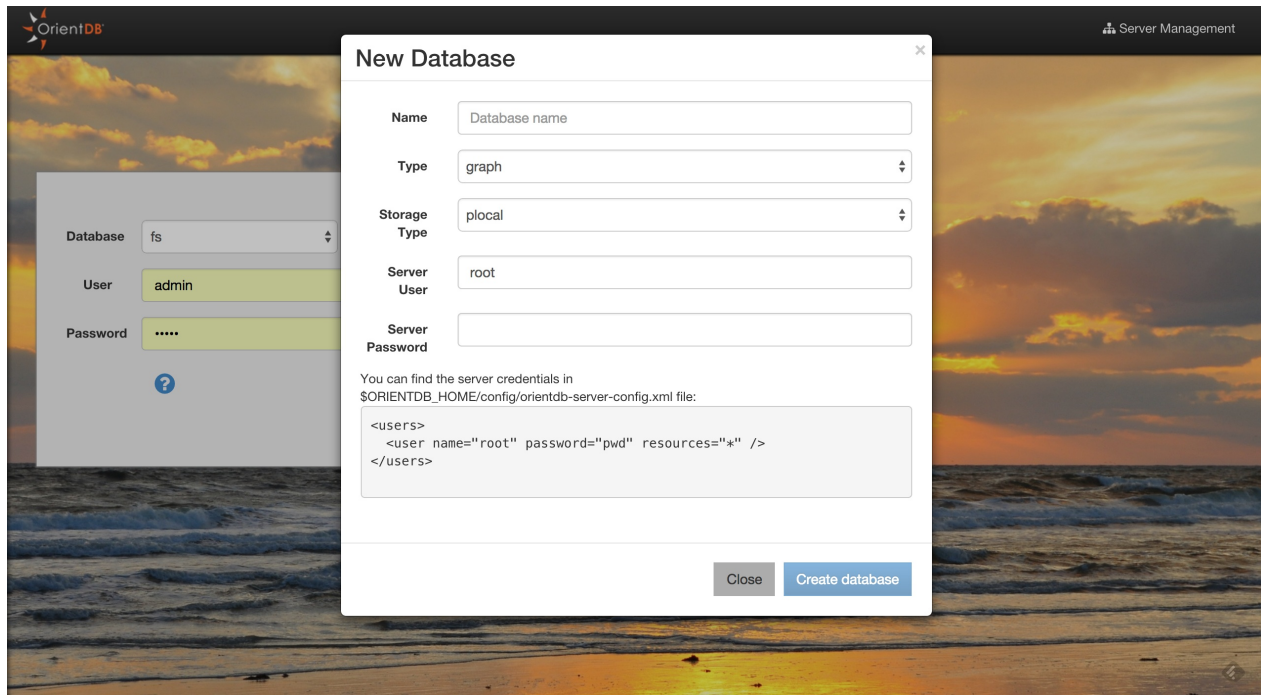 OrientDB
Server Management
New Database
×
Name
Database name
Type
graph
Storage
Type
plocal
Server
User
root
Server
Password
You can find the server credentials in
$ORIENTDB_HOME/config/orientdb-server-config.xml file:
<users>
  <user name="root" password="pwd" resources="*" />
</users>
Close
Create database
Database
fs
User
admin
Password
•••••
?